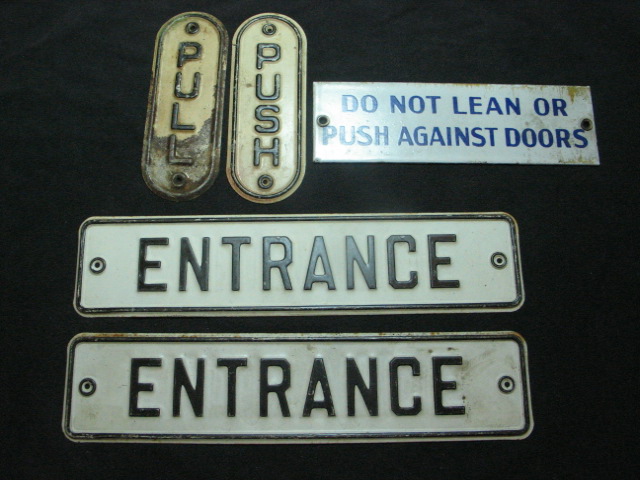 PULL
PUSH
DO NOT LEAN OR
PUSH AGAINST DOORS
ENTRANCE
ENTRANCE